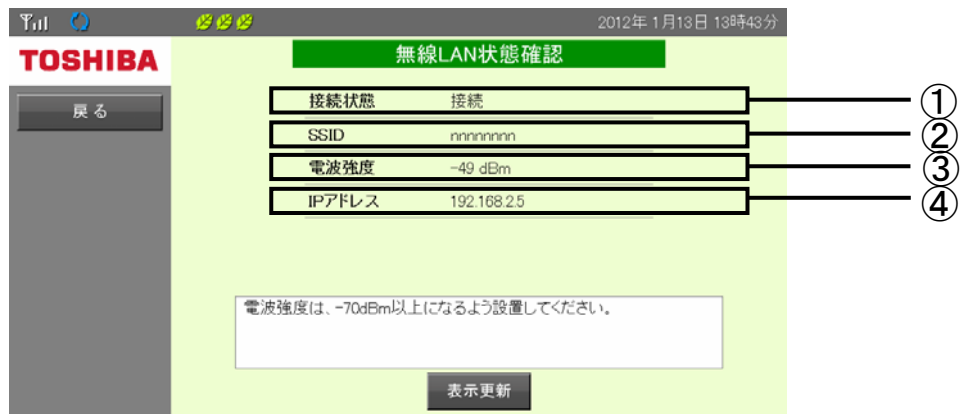 2012年 1月13日 13時43分
TOSHIBA
無線LAN状態確認
戻る
接続状態 接続 ①
SSID nnnnnnnn ②
電波強度 -49 dBm ③
IPアドレス 192.168.2.5 ④
電波強度は、-70dBm以上になるよう設置してください。
表示更新